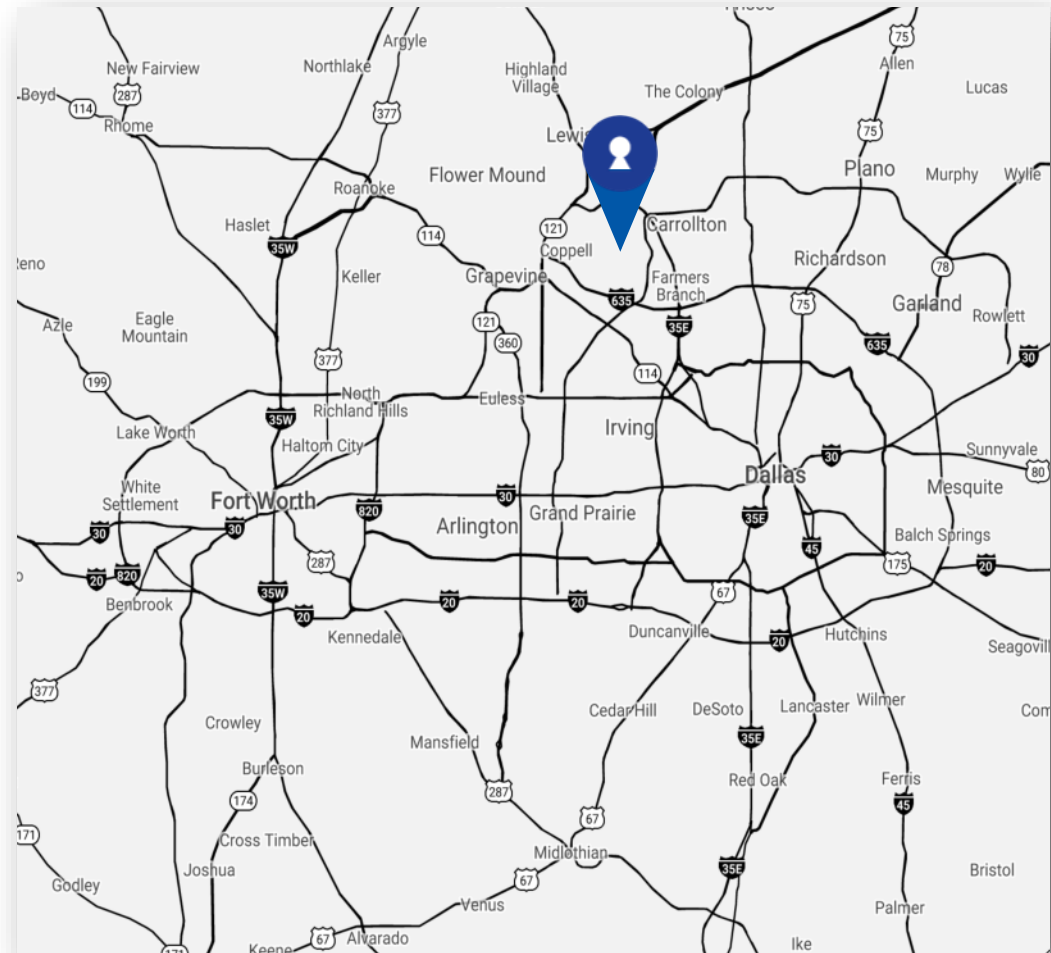 75
Argyle
Allen
New Fairview
Northlake
Highland
Village
The Colony
Lucas
Boyd
287
114
377
Rhome
75
Plano
Flower Mound
Murphy
Wylie
Roanoke
Haslet
121
Carrollton
114
35W
Coppell
Richardson
Keller
Grapevine
Farmers
Branch
78
635
75
Garland
Rowlett
Azle
Eagle
Mountain
121
35E
360
635
30
377
199
114
North
Richland Hills
Euless
35W
Lake Worth
Haltom City
Irving
30
Sunnyvale
80
Dallas
White
Settlement
Fort Worth
30
Mesquite
820
Arlington
Grand Prairie
35E
30
30
45
Balch Springs
287
175
20
820
20
35W
67
Benbrook
20
20
20
Kennedale
Duncanville
20
Hutchins
377
Crowley
Cedar Hill
DeSoto
Lancaster
Wilmer
Mansfield
35E
Burleson
Red Oak
Ferris
174
287
45
67
171
Cross Timber
Midlothian
Joshua
35E
Bristol
Godley
67
Venus
Palmer
67
Alvarado
Ike
Keene
171